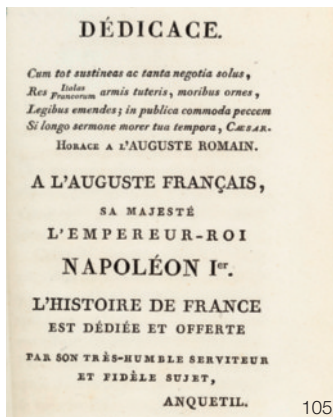 DÉDICACE.
Cum tot sustineas ac tanta negotia solus,
Res Italas Francorum armis tuteris, moribus ornes,
Legibus emendes; in publica commoda peccem
Si longo sermone morer tua tempora, CÆSAR.
HORACE A L'AUGUSTE ROMAIN.
A L'AUGUSTE FRANÇAIS,
SA MAJESTÉ
L'EMPEREUR-ROI
NAPOLÉON Ier.
L'HISTOIRE DE FRANCE
EST DÉDIÉE ET OFFERTE
PAR SON TRÈS-HUMBLE SERVITEUR
ET FIDÈLE SUJET,
ANQUETIL.
105